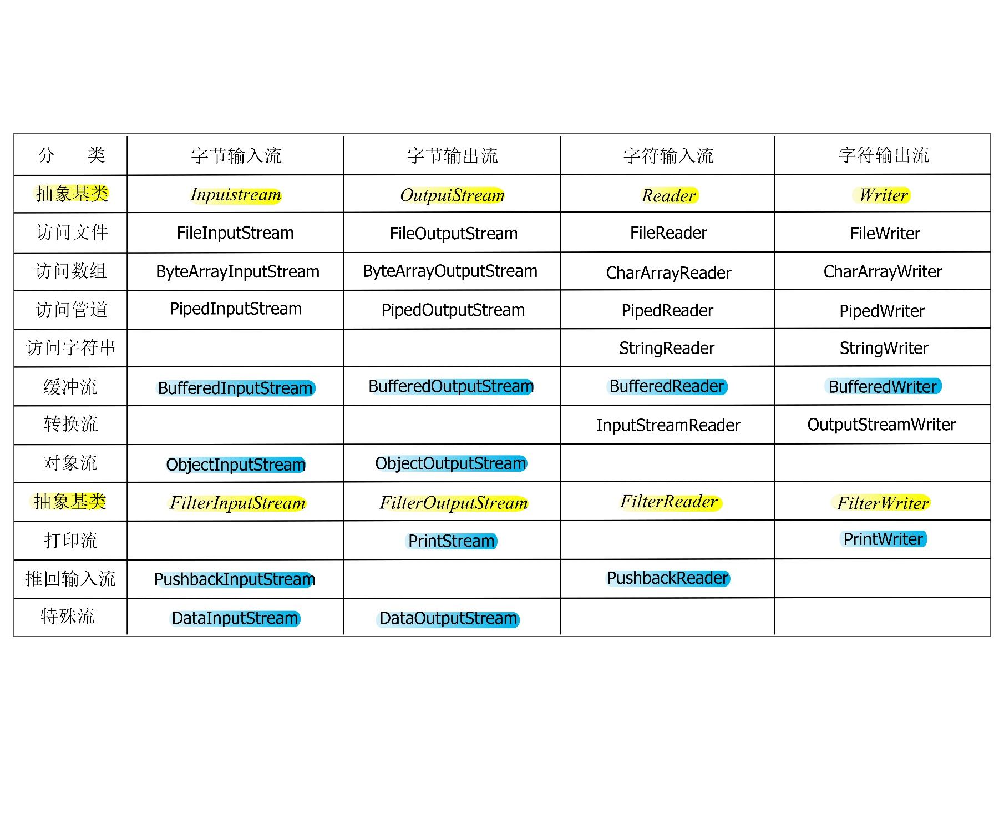 分 类 字节输入流 字节输出流 字符输入流 字符输出流
抽象基类 Inpuistream OutpuiStream Reader Writer
访问文件 FileInputStream FileOutputStream FileReader FileWriter
访问数组 ByteArrayInputStream ByteArrayOutputStream CharArrayReader CharArrayWriter
访问管道 PipedInputStream PipedOutputStream PipedReader PipedWriter
访问字符串 StringReader StringWriter
缓冲流 BufferedInputStream BufferedOutputStream BufferedReader BufferedWriter
转换流 InputStreamReader OutputStreamWriter
对象流 ObjectInputStream ObjectOutputStream
抽象基类 FilterInputStream FilterOutputStream FilterReader FilterWriter
打印流 PrintStream PrintWriter
推回输入流 PushbackInputStream PushbackReader
特殊流 DataInputStream DataOutputStream